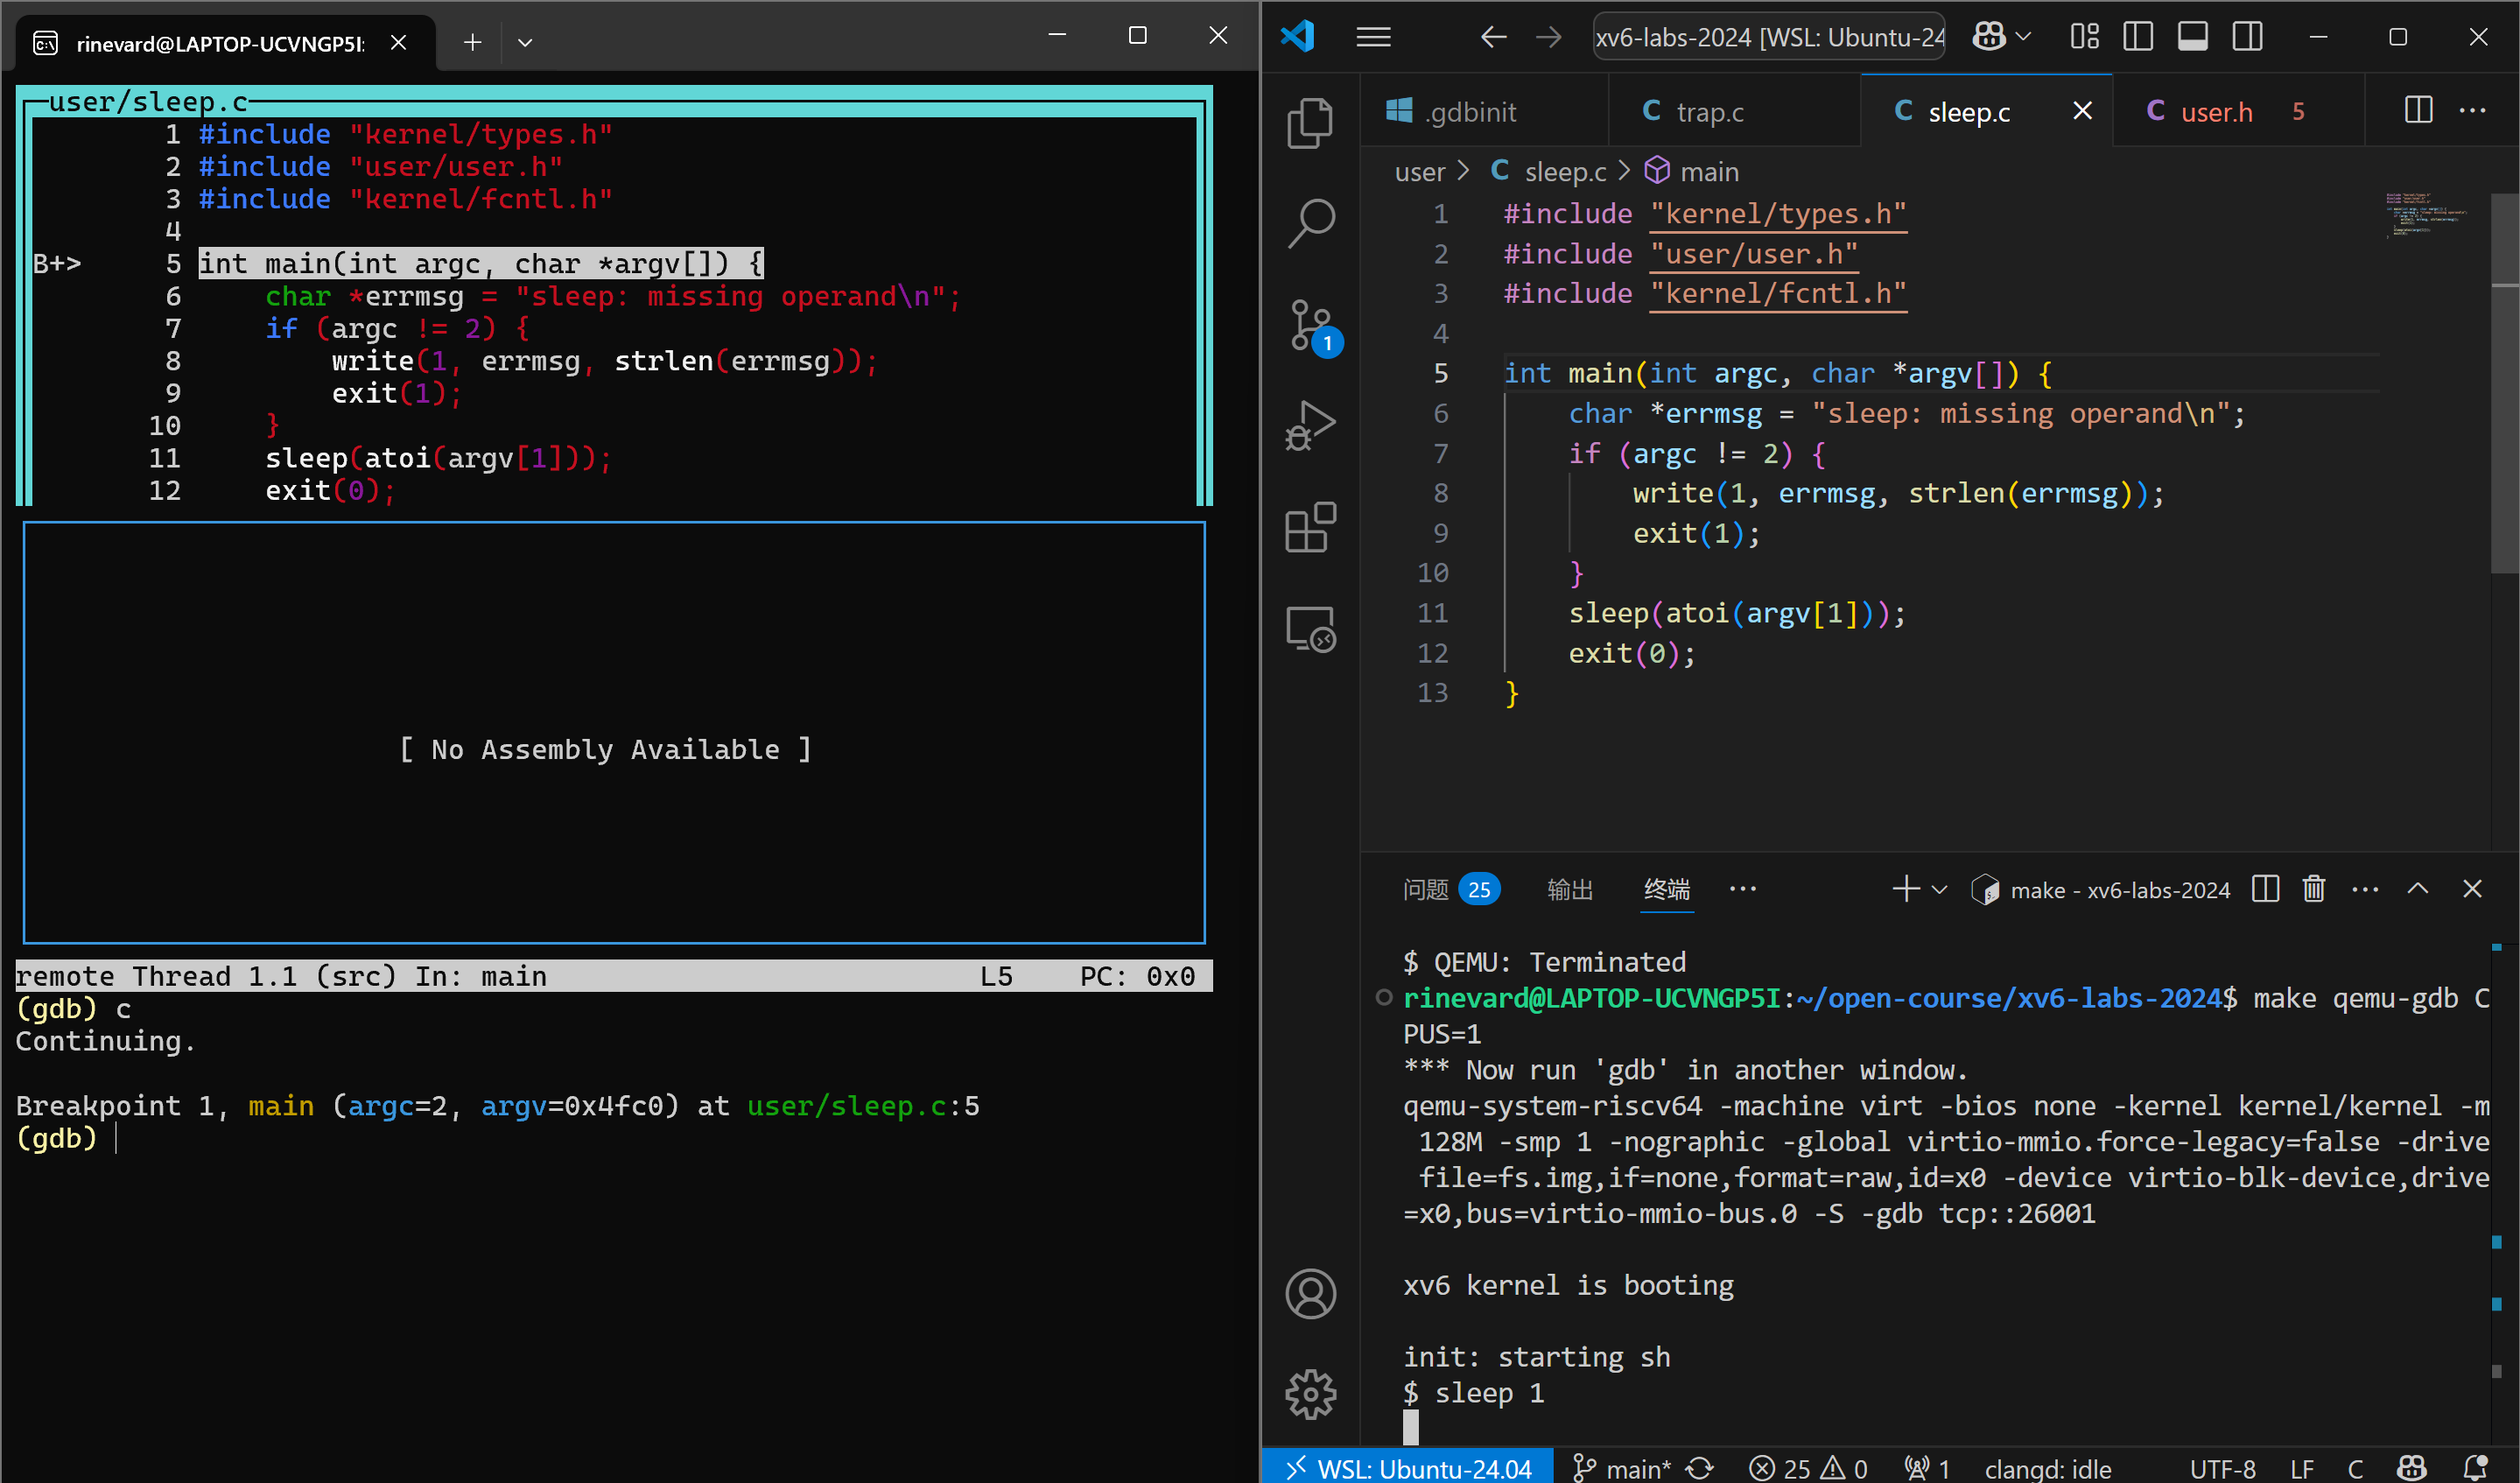 rinevard@LAPTOP-UCVNGP5I:
user/sleep.c
1 #include "kernel/types.h"
2 #include "user/user.h"
3 #include "kernel/fcntl.h"
4
B+> 5 int main(int argc, char *argv[]) {
6 char *errmsg = "sleep: missing operand\n";
7 if (argc != 2) {
8 write(1, errmsg, strlen(errmsg));
9 exit(1);
10 }
11 sleep(atoi(argv[1]));
12 exit(0);
[ No Assembly Available ]
remote Thread 1.1 (src) In: main L5 PC: 0x0
(gdb) c
Continuing.
Breakpoint 1, main (argc=2, argv=0x4fc0) at user/sleep.c:5
(gdb)
xv6-labs-2024 [WSL: Ubuntu-24
.gdbinit C trap.c C sleep.c C user.h 5
user > C sleep.c > main
1 #include "kernel/types.h"
2 #include "user/user.h"
3 #include "kernel/fcntl.h"
4
5 int main(int argc, char *argv[]) {
6 char *errmsg = "sleep: missing operand\n";
7 if (argc != 2) {
8 write(1, errmsg, strlen(errmsg));
9 exit(1);
10 }
11 sleep(atoi(argv[1]));
12 exit(0);
13 }
1
问题 25 输出 终端 ··· make - xv6-labs-2024
$ QEMU: Terminated
rinevard@LAPTOP-UCVNGP5I:~/open-course/xv6-labs-2024$ make qemu-gdb C
PUS=1
*** Now run 'gdb' in another window.
qemu-system-riscv64 -machine virt -bios none -kernel kernel/kernel -m
128M -smp 1 -nographic -global virtio-mmio.force-legacy=false -drive
file=fs.img,if=none,format=raw,id=x0 -device virtio-blk-device,drive
=x0,bus=virtio-mmio-bus.0 -S -gdb tcp::26001
xv6 kernel is booting
init: starting sh
$ sleep 1
WSL: Ubuntu-24.04 main* 25 0 1 clangd: idle UTF-8 LF C